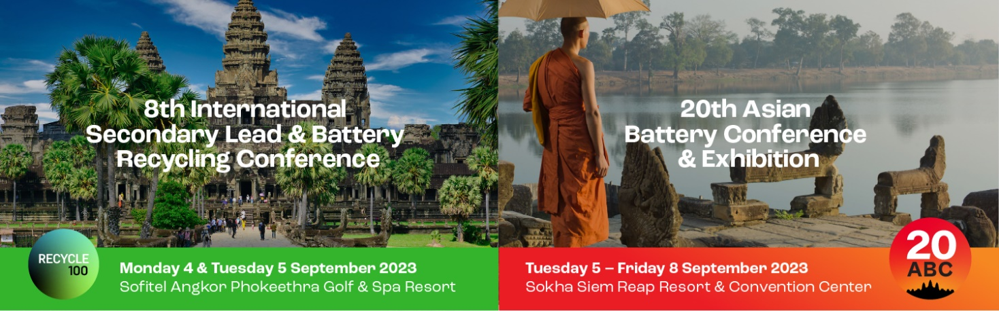 8th International
Secondary Lead & Battery
Recycling Conference
RECYCLE
100
Monday 4 & Tuesday 5 September 2023
Sofitel Angkor Phokeethra Golf & Spa Resort
20th Asian
Battery Conference
& Exhibition
Tuesday 5 – Friday 8 September 2023
Sokha Siem Reap Resort & Convention Center
20
ABC